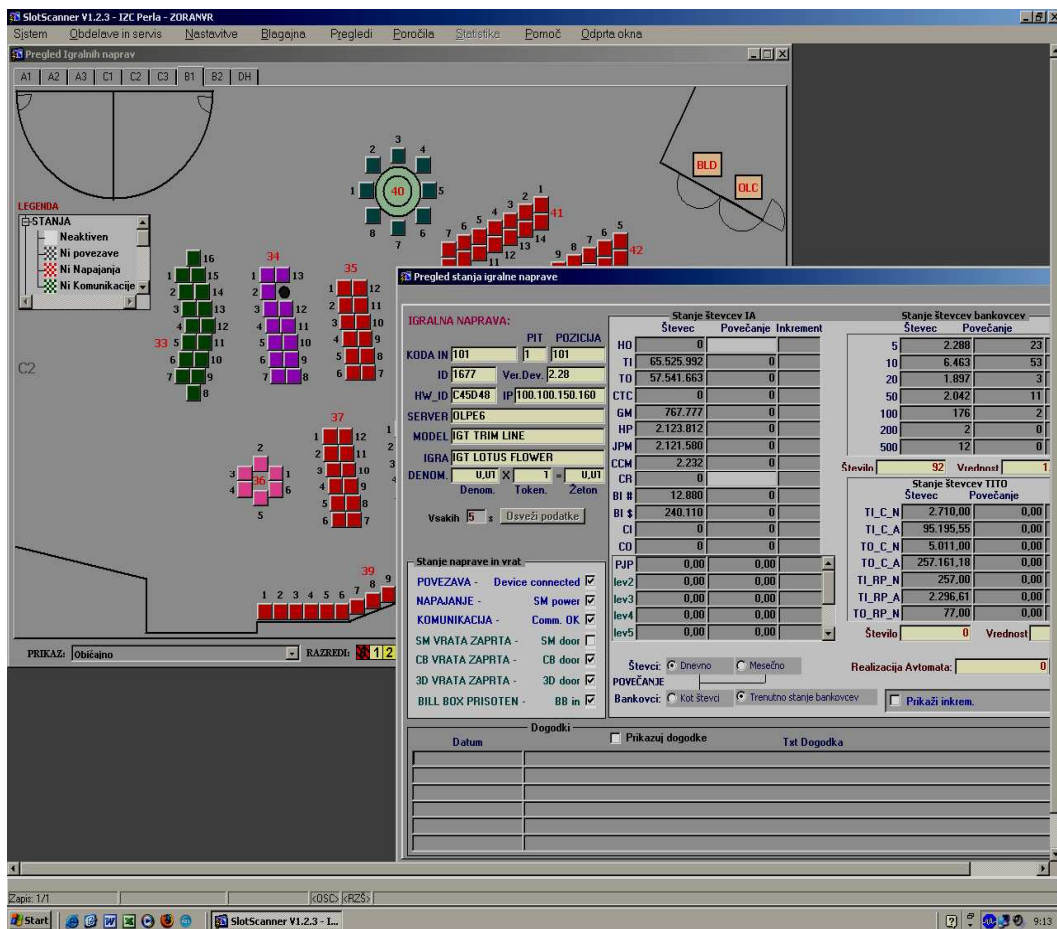 SlotScanner V1.2.3 - IZC Perla - ZORANVR
Sistem Obdelave in servis Nastavitve Blagajna Pregledi Poročila Statistika Pomoč Odprta okna
Pregled Igralnih naprav
A1 A2 A3 C1 C2 C3 B1 B2 DH
LEGENDA
STANJA
Neaktiven
Ni povezave
Ni Napajanja
Ni Komunikacije
C2
33
34
35
36
37
39
40
41
42
BLD
OLC
PRIKAZ: Običajno RAZREDI: 1 2
Pregled stanja igralne naprave
IGRALNA NAPRAVA:
PIT POZICIJA
KODA IN 101 1 101
ID 1677 Ver.Dev. 2.28
HW_ID C45D48 IP 100.100.150.160
SERVER OLPE6
MODEL IGT TRIM LINE
IGRA IGT LOTUS FLOWER
DENOM. 0,01 X 1 = 0,01
Denom. Token. Žeton
Vsakih 5 s Osveži podatke
Stanje naprave in vrat
POVEZAVA - Device connected
NAPAJANJE - SM power
KOMUNIKACIJA - Comm. OK
SM VRATA ZAPRTA - SM door
CB VRATA ZAPRTA - CB door
3D VRATA ZAPRTA - 3D door
BILL BOX PRISOTEN - BB in
Stanje števcev IA
Števec Povečanje Inkrement
HO 0
TI 65.525.992 0
TO 57.541.663 0
CTC 0 0
GM 767.777 0
HP 2.123.812 0
JPM 2.121.580 0
CCM 2.232 0
CR 0
BI # 12.880 0
BI $ 240.110 0
CI 0 0
CO 0 0
PJP 0,00 0,00
lev2 0,00 0,00
lev3 0,00 0,00
lev4 0,00 0,00
lev5 0,00 0,00
Stanje števcev bankovcev
Števec Povečanje
5 2.288 23
10 6.463 53
20 1.897 3
50 2.042 11
100 176 2
200 2 0
500 12 0
Število 92 Vrednost 1.
Stanje števcev TITO
Števec Povečanje
TI_C_N 2.710,00 0,00
TI_C_A 95.195,55 0,00
TO_C_N 5.011,00 0,00
TO_C_A 257.161,18 0,00
TI_RP_N 257,00 0,00
TI_RP_A 2.296,61 0,00
TO_RP_N 77,00 0,00
Število 0 Vrednost
Števci: Dnevno Mesečno
POVEČANJE
Bankovci: Kot števci Trenutno stanje bankovcev
Realizacija Avtomata: 0
Prikaži inkrem.
Dogodki
Prikazuj dogodke
Datum Txt Dogodka
Zapis: 1/1 <OSC> <RZŠ>
Start SlotScanner V1.2.3 - I... 9:13